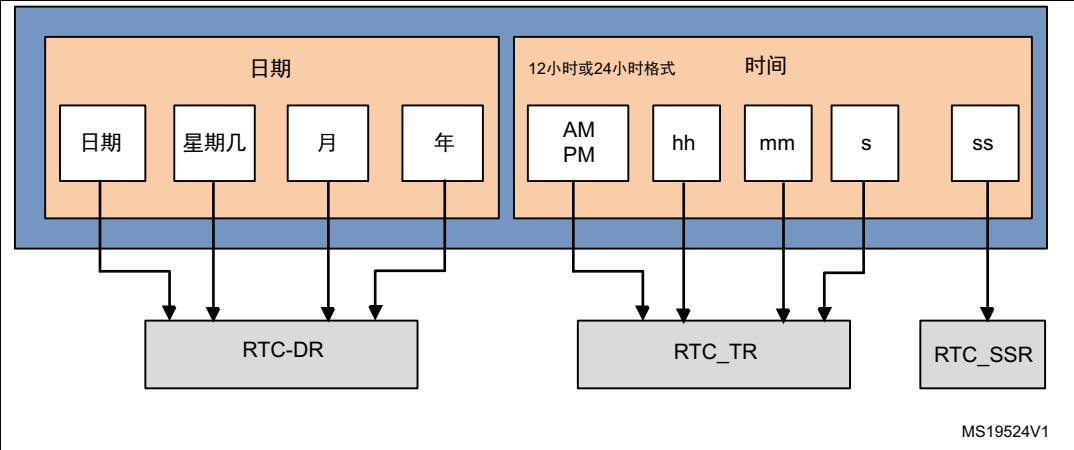 日期
12小时或24小时格式 时间
日期 星期几 月 年 AM PM hh mm s ss
RTC-DR RTC_TR RTC_SSR
MS19524V1